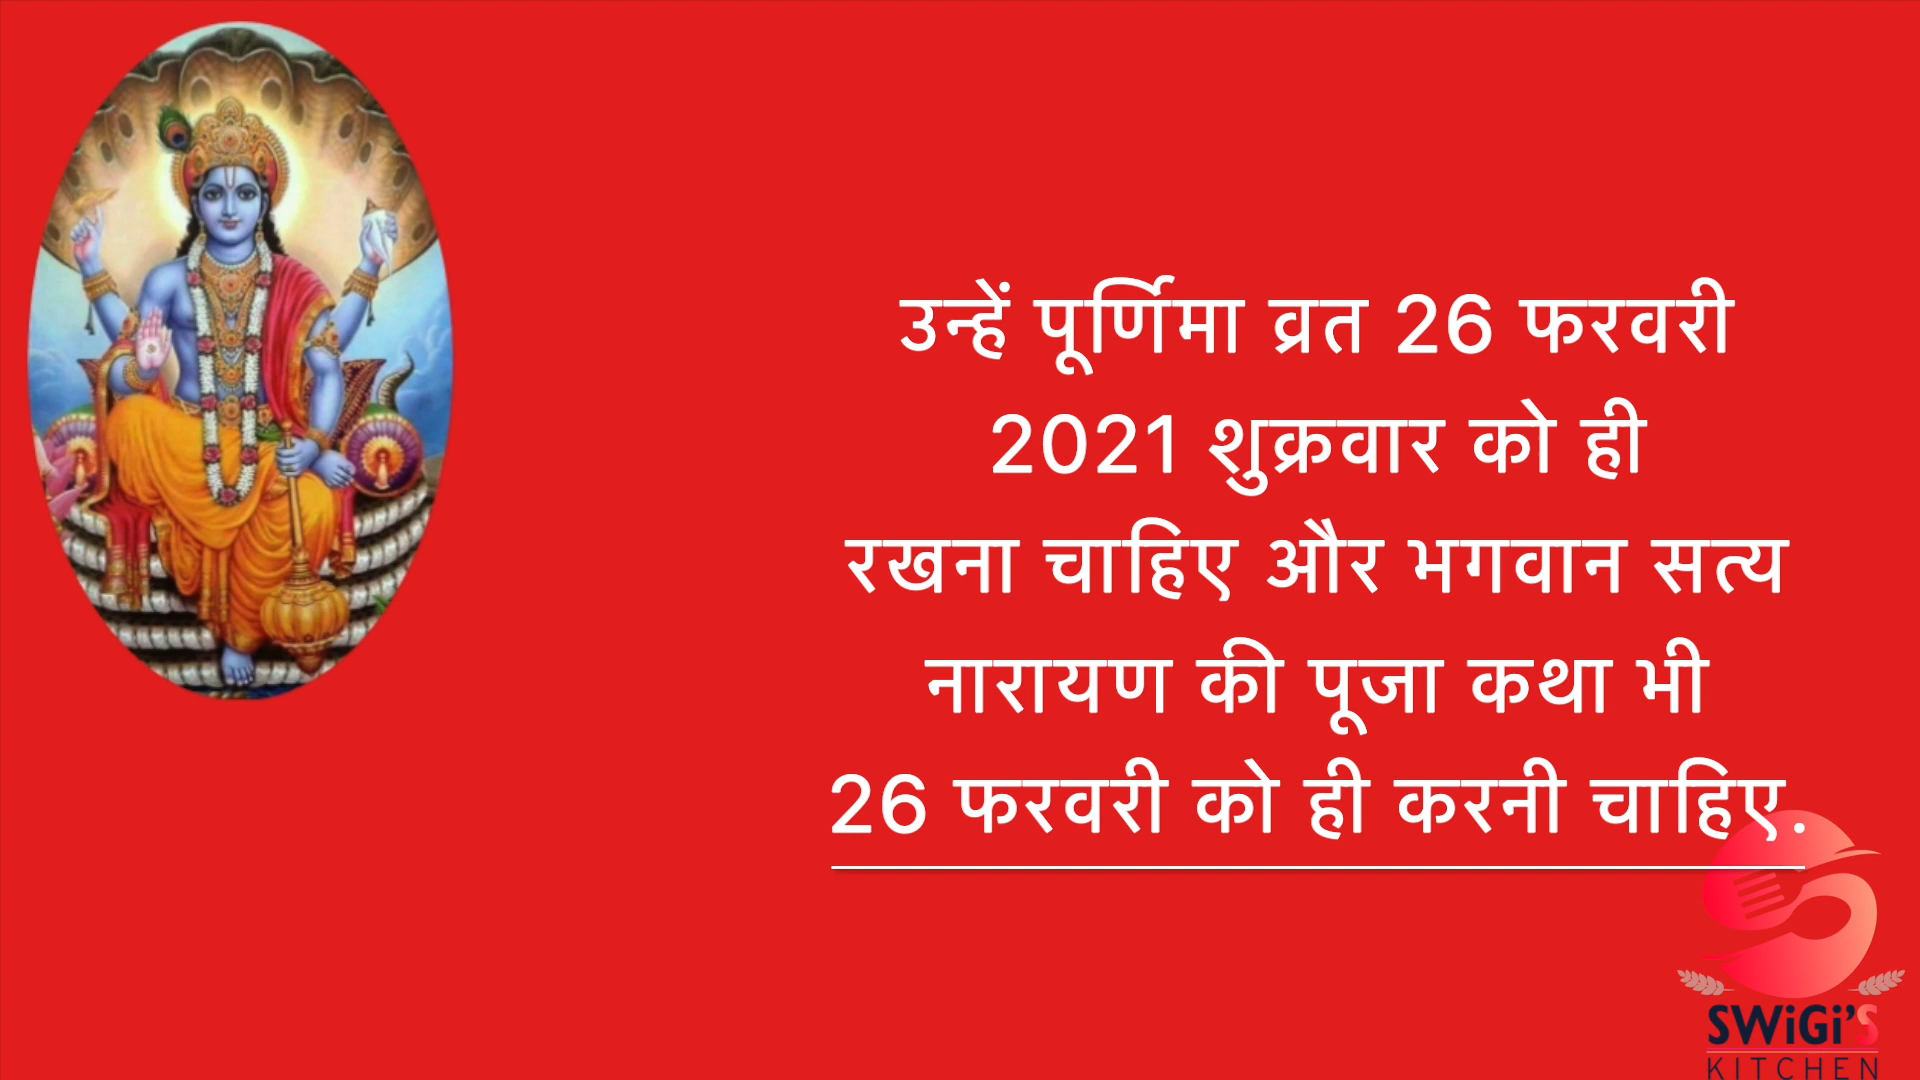 उन्हें पूर्णिमा व्रत 26 फरवरी
2021 शुक्रवार को ही
रखना चाहिए और भगवान सत्य
नारायण की पूजा कथा भी
26 फरवरी को ही करनी चाहिए.
SWiGi'S
KITCHEN